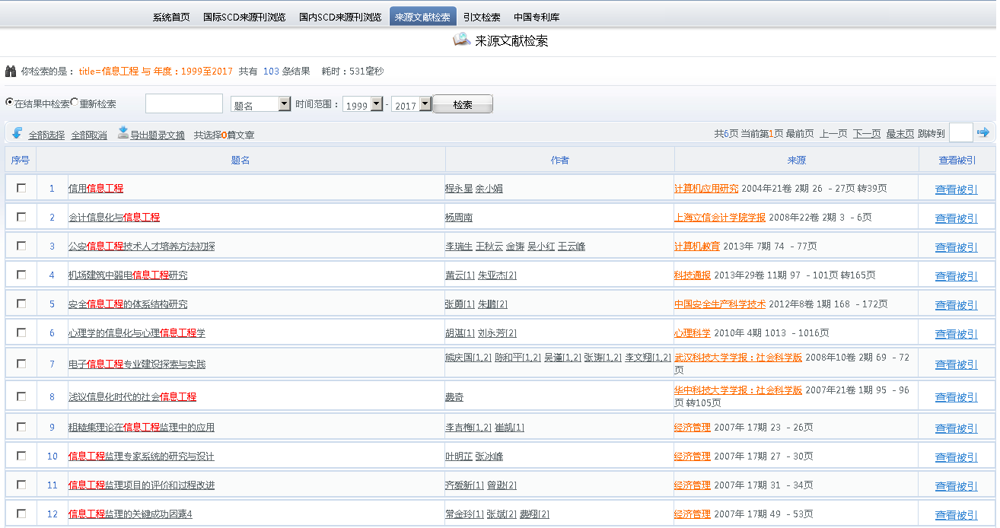 系统首页 国际SCD来源刊浏览 国内SCD来源刊浏览 来源文献检索 引文检索 中国专利库
来源文献检索
你检索的是： title=信息工程 与 年度：1999至2017 共有 103 条结果 耗时：531毫秒
在结果中检索 重新检索 题名 时间范围： 1999 - 2017 检索
全部选择 全部取消 导出题录文摘 共选择0篇文章 共6页 当前第1页 最前页 上一页 下一页 最末页 跳转到
序号 题名 作者 来源 查看被引
1 信用信息工程 程永星 余小娟 计算机应用研究 2004年21卷 2期 26 - 27页 转39页 查看被引
2 会计信息化与信息工程 杨周南 上海立信会计学院学报 2008年22卷 2期 3 - 6页 查看被引
3 公安信息工程技术人才培养方法初探 李瑞生 王秋云 金涛 吴小红 王云峰 计算机教育 2013年 7期 74 - 77页 查看被引
4 机场建筑中弱电信息工程研究 黄云[1] 朱亚杰[2] 科技通报 2013年29卷 11期 97 - 101页 转165页 查看被引
5 安全信息工程的体系结构研究 张勇[1] 朱鹏[2] 中国安全生产科学技术 2012年8卷 1期 168 - 172页 查看被引
6 心理学的信息化与心理信息工程学 胡湛[1] 刘永芳[2] 心理科学 2010年 4期 1013 - 1016页 查看被引
7 电子信息工程专业建设探索与实践 熊庆国[1,2] 陈和平[1,2] 吴谨[1,2] 张涛[1,2] 李文翔[1,2] 武汉科技大学学报：社会科学版 2008年10卷 2期 69 - 72
页 查看被引
8 浅议信息化时代的社会信息工程 费奇 华中科技大学学报：社会科学版 2007年21卷 1期 95 - 96
页 转105页 查看被引
9 粗糙集理论在信息工程监理中的应用 李吉梅[1,2] 崔凯[1] 经济管理 2007年 17期 23 - 26页 查看被引
10 信息工程监理专家系统的研究与设计 叶明芷 张冰峰 经济管理 2007年 17期 27 - 30页 查看被引
11 信息工程监理项目的评价和过程改进 齐爱新[1] 曾逊[2] 经济管理 2007年 17期 31 - 34页 查看被引
12 信息工程监理的关键成功因素4 常金玲[1] 张斌[2] 费翔[2] 经济管理 2007年 17期 49 - 53页 查看被引